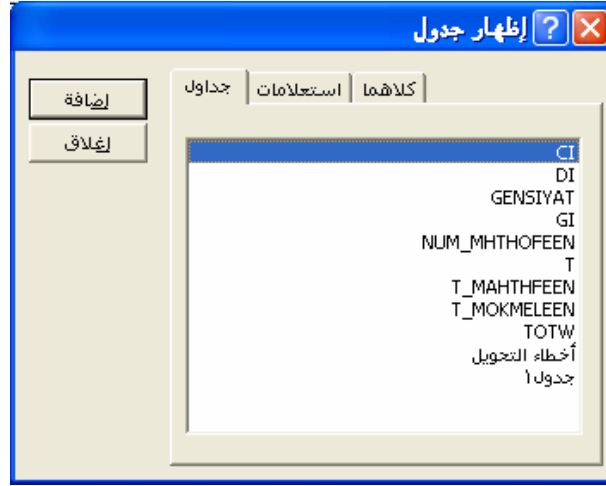 إظهار جدول
جداول استعلامات كلاهما
إضافة
إغلاق
CI
DI
GENSIYAT
GI
NUM_MHTHOFEEN
T
T_MAHTHFEEN
T_MOKMELEEN
TOTW
أخطاء التحويل
جدول١